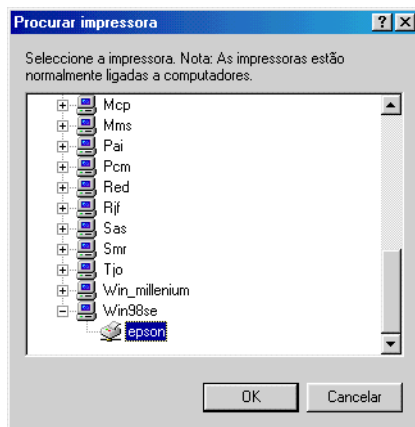 Procurar impressora
Seleccione a impressora. Nota: As impressoras estão
normalmente ligadas a computadores.
Mcp
Mms
Pai
Pcm
Red
Rjf
Sas
Smr
Tjo
Win_millenium
Win98se
epson
OK
Cancelar